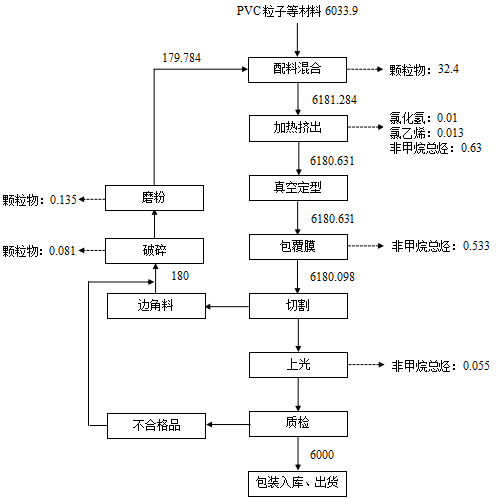 PVC粒子等材料 6033.9
179.784
配料混合
颗粒物：32.4
6181.284
加热挤出
氯化氢：0.01
氯乙烯：0.013
非甲烷总烃：0.63
6180.631
真空定型
颗粒物：0.135
磨粉
6180.631
颗粒物：0.081
破碎
包覆膜
非甲烷总烃：0.533
180
6180.098
边角料
切割
上光
非甲烷总烃：0.055
不合格品
质检
6000
包装入库、出货